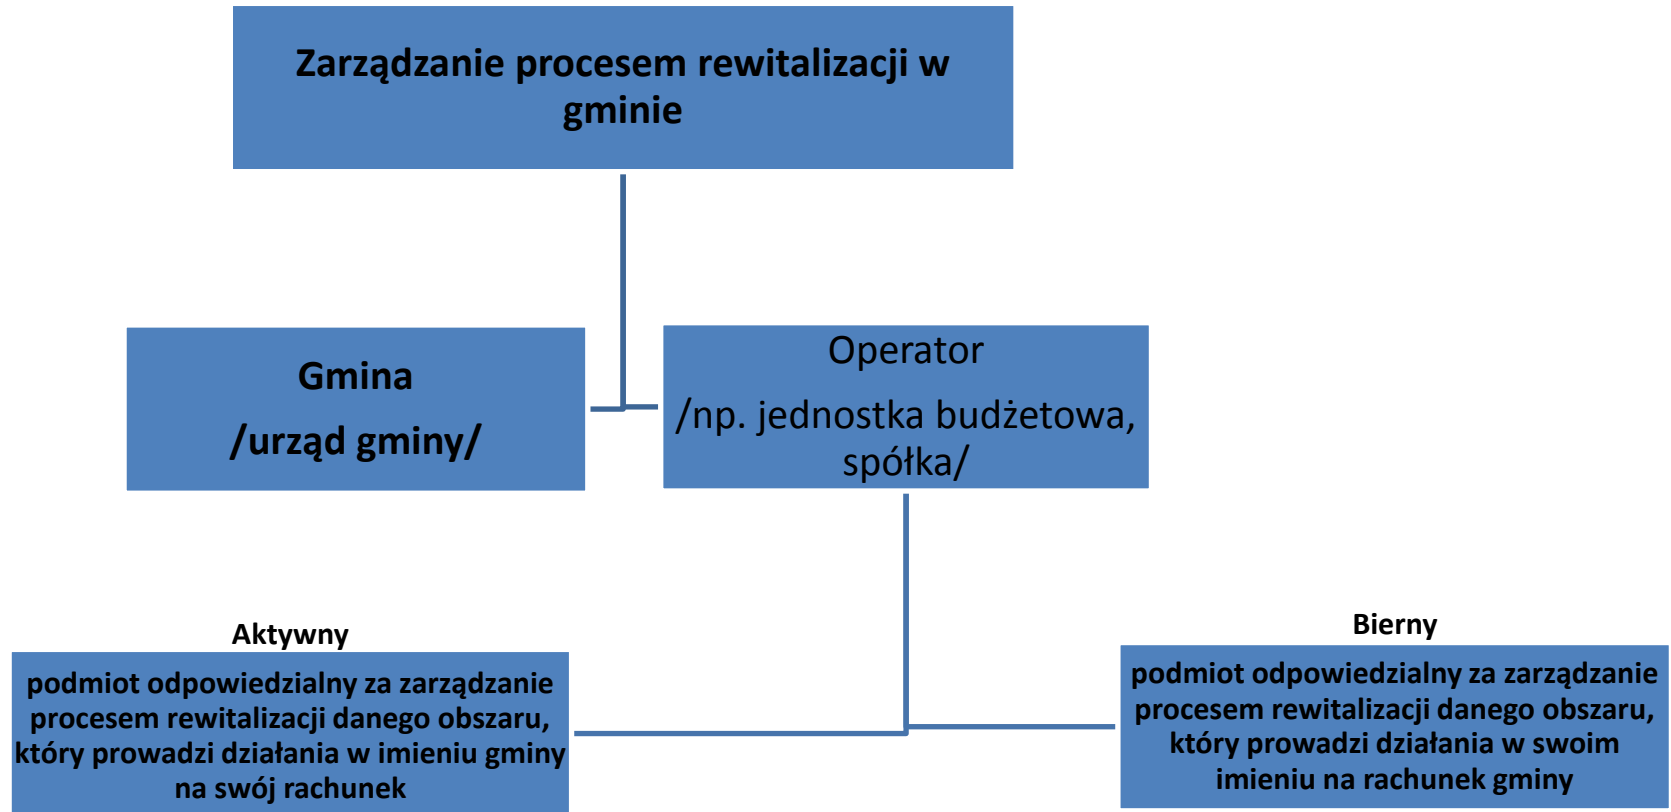 Zarządzanie procesem rewitalizacji w
gminie
Gmina
/urząd gminy/
Operator
/np. jednostka budżetowa,
spółka/
Aktywny
podmiot odpowiedzialny za zarządzanie
procesem rewitalizacji danego obszaru,
który prowadzi działania w imieniu gminy
na swój rachunek
Bierny
podmiot odpowiedzialny za zarządzanie
procesem rewitalizacji danego obszaru,
który prowadzi działania w swoim
imieniu na rachunek gminy